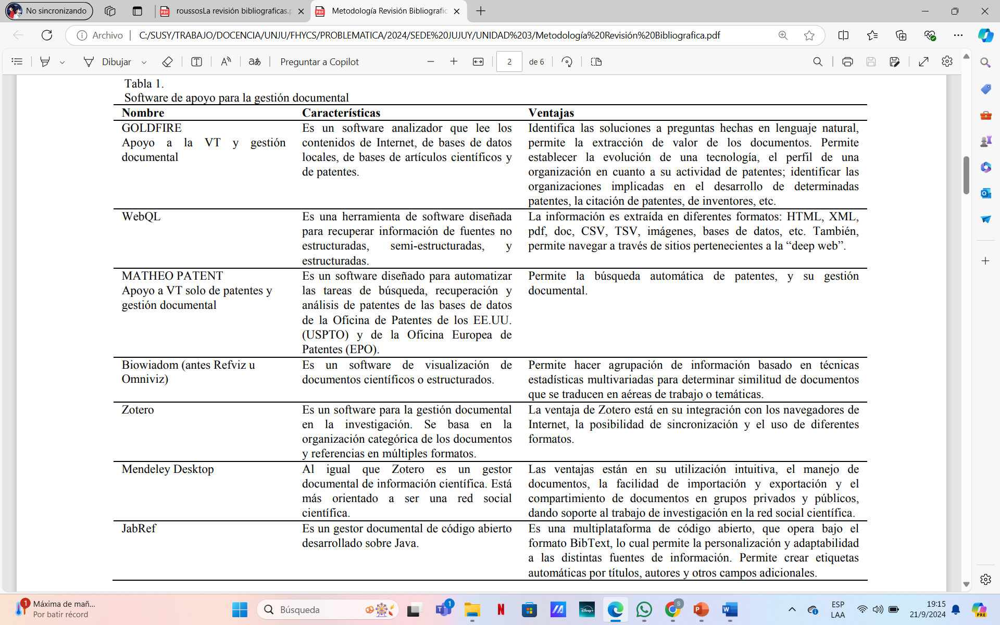 No sincronizando
roussosLa revisión bibliograficas.p
Metodología Revisión Bibliografic
Archivo
C:/SUSY/TRABAJO/DOCENCIA/UNJU/FHYCS/PROBLEMATICA/2024/SEDE%20JUJUY/UNIDAD%203/Metodología%20Revisión%20Bibliografica.pdf
Dibujar
Preguntar a Copilot
2
de 6
Tabla 1.
Software de apoyo para la gestión documental
Nombre
Características
Ventajas
GOLDFIRE
Apoyo a la VT y gestión
documental
Es un software analizador que lee los
contenidos de Internet, de bases de datos
locales, de bases de artículos científicos y
de patentes.
Identifica las soluciones a preguntas hechas en lenguaje natural,
permite la extracción de valor de los documentos. Permite
establecer la evolución de una tecnología, el perfil de una
organización en cuanto a su actividad de patentes; identificar las
organizaciones implicadas en el desarrollo de determinadas
patentes, la citación de patentes, de inventores, etc.
WebQL
Es una herramienta de software diseñada
para recuperar información de fuentes no
estructuradas, semi-estructuradas, y
estructuradas.
La información es extraída en diferentes formatos: HTML, XML,
pdf, doc, CSV, TSV, imágenes, bases de datos, etc. También,
permite navegar a través de sitios pertenecientes a la “deep web”.
MATHEO PATENT
Apoyo a VT solo de patentes y
gestión documental
Es un software diseñado para automatizar
las tareas de búsqueda, recuperación y
análisis de patentes de las bases de datos
de la Oficina de Patentes de los EE.UU.
(USPTO) y de la Oficina Europea de
Patentes (EPO).
Permite la búsqueda automática de patentes, y su gestión
documental.
Biowiadom (antes Refviz u
Omniviz)
Es un software de visualización de
documentos científicos o estructurados.
Permite hacer agrupación de información basado en técnicas
estadísticas multivariadas para determinar similitud de documentos
que se traducen en aéreas de trabajo o temáticas.
Zotero
Es un software para la gestión documental
en la investigación. Se basa en la
organización categórica de los documentos
y referencias en múltiples formatos.
La ventaja de Zotero está en su integración con los navegadores de
Internet, la posibilidad de sincronización y el uso de diferentes
formatos.
Mendeley Desktop
Al igual que Zotero es un gestor
documental de información científica. Está
más orientado a ser una red social
científica.
Las ventajas están en su utilización intuitiva, el manejo de
documentos, la facilidad de importación y exportación y el
compartimiento de documentos en grupos privados y públicos,
dando soporte al trabajo de investigación en la red social científica.
JabRef
Es un gestor documental de código abierto
desarrollado sobre Java.
Es una multiplataforma de código abierto, que opera bajo el
formato BibText, lo cual permite la personalización y adaptabilidad
a las distintas fuentes de información. Permite crear etiquetas
automáticas por títulos, autores y otros campos adicionales.
1
Máxima de mañ...
Por batir récord
Búsqueda
1
Disney+
S
ESP
LAA
19:15
21/9/2024
PRE